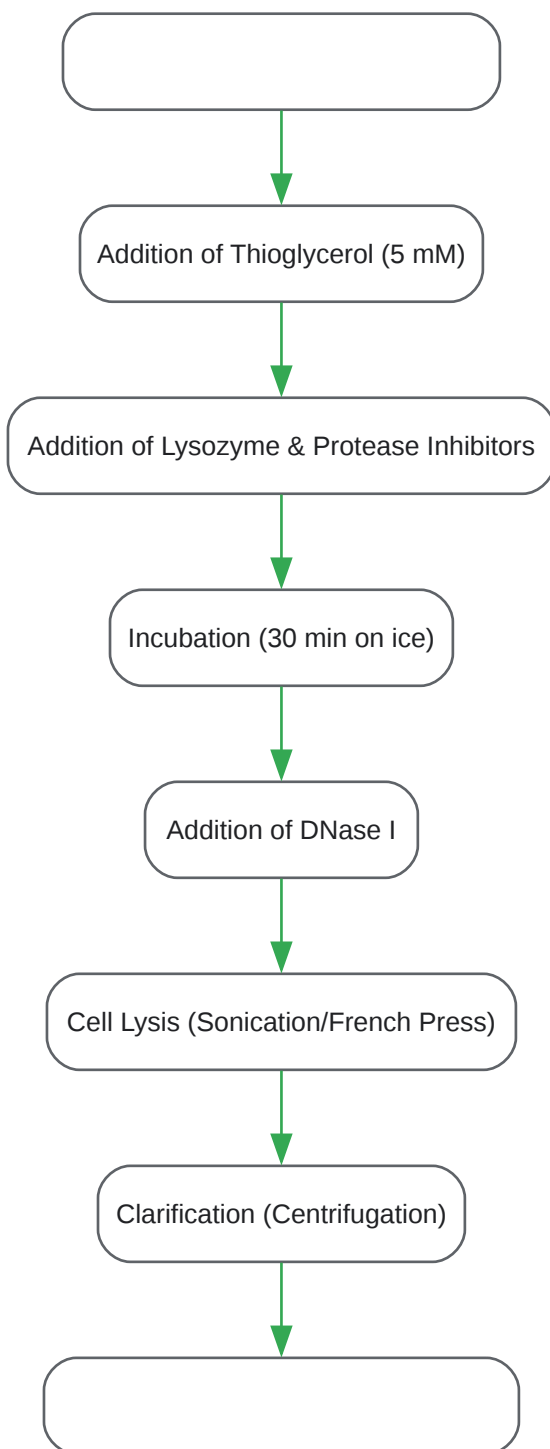 Addition of Thioglycerol (5 mM)
Addition of Lysozyme & Protease Inhibitors
Incubation (30 min on ice)
Addition of DNase I
Cell Lysis (Sonication/French Press)
Clarification (Centrifugation)